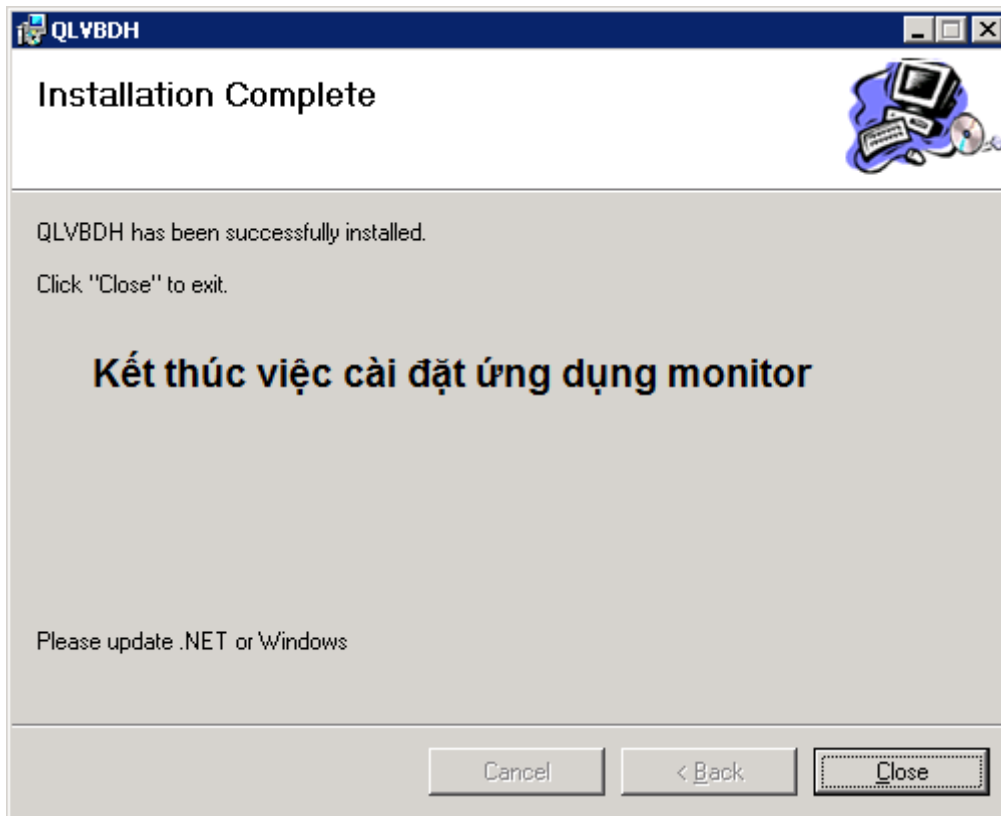 QLVBDH
Installation Complete
QLVBDH has been successfully installed.
Click "Close" to exit.
Kết thúc việc cài đặt ứng dụng monitor
Please update .NET or Windows
Cancel
< Back
Close